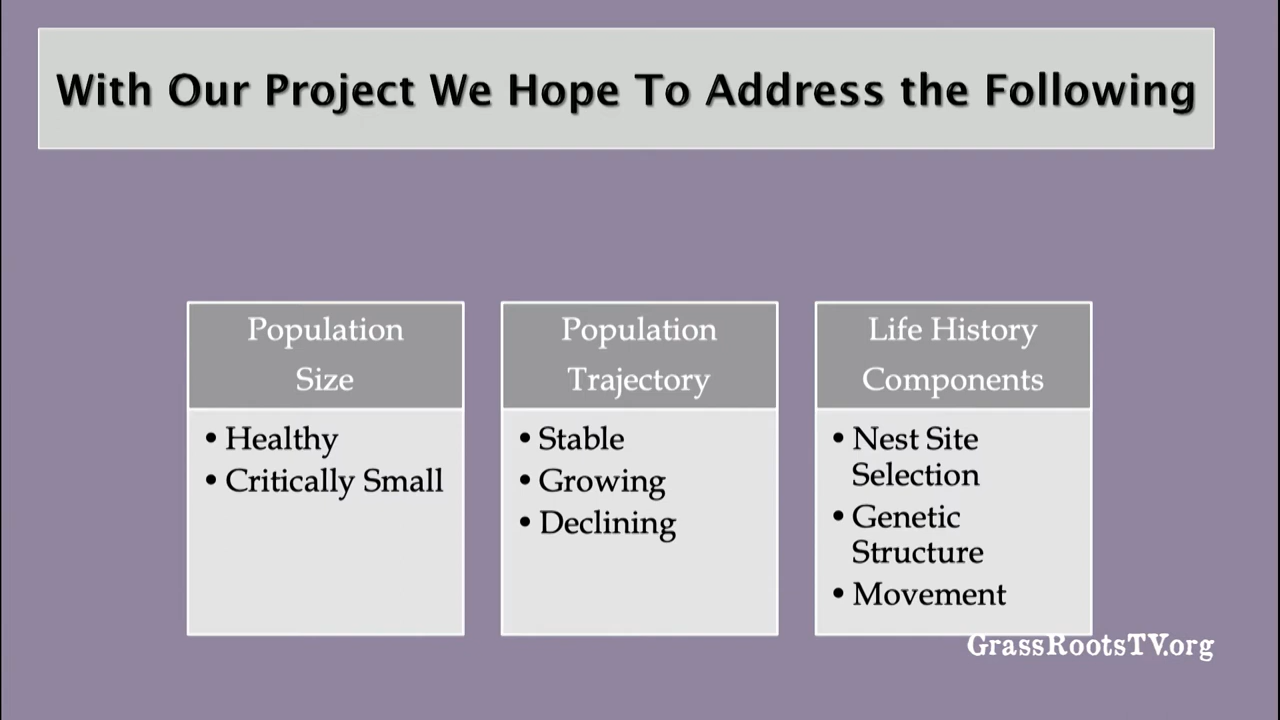 With Our Project We Hope To Address the Following
Population
Size
• Healthy
• Critically Small
Population
Trajectory
• Stable
• Growing
• Declining
Life History
Components
• Nest Site
Selection
• Genetic
Structure
• Movement
GrassRootsTV.org